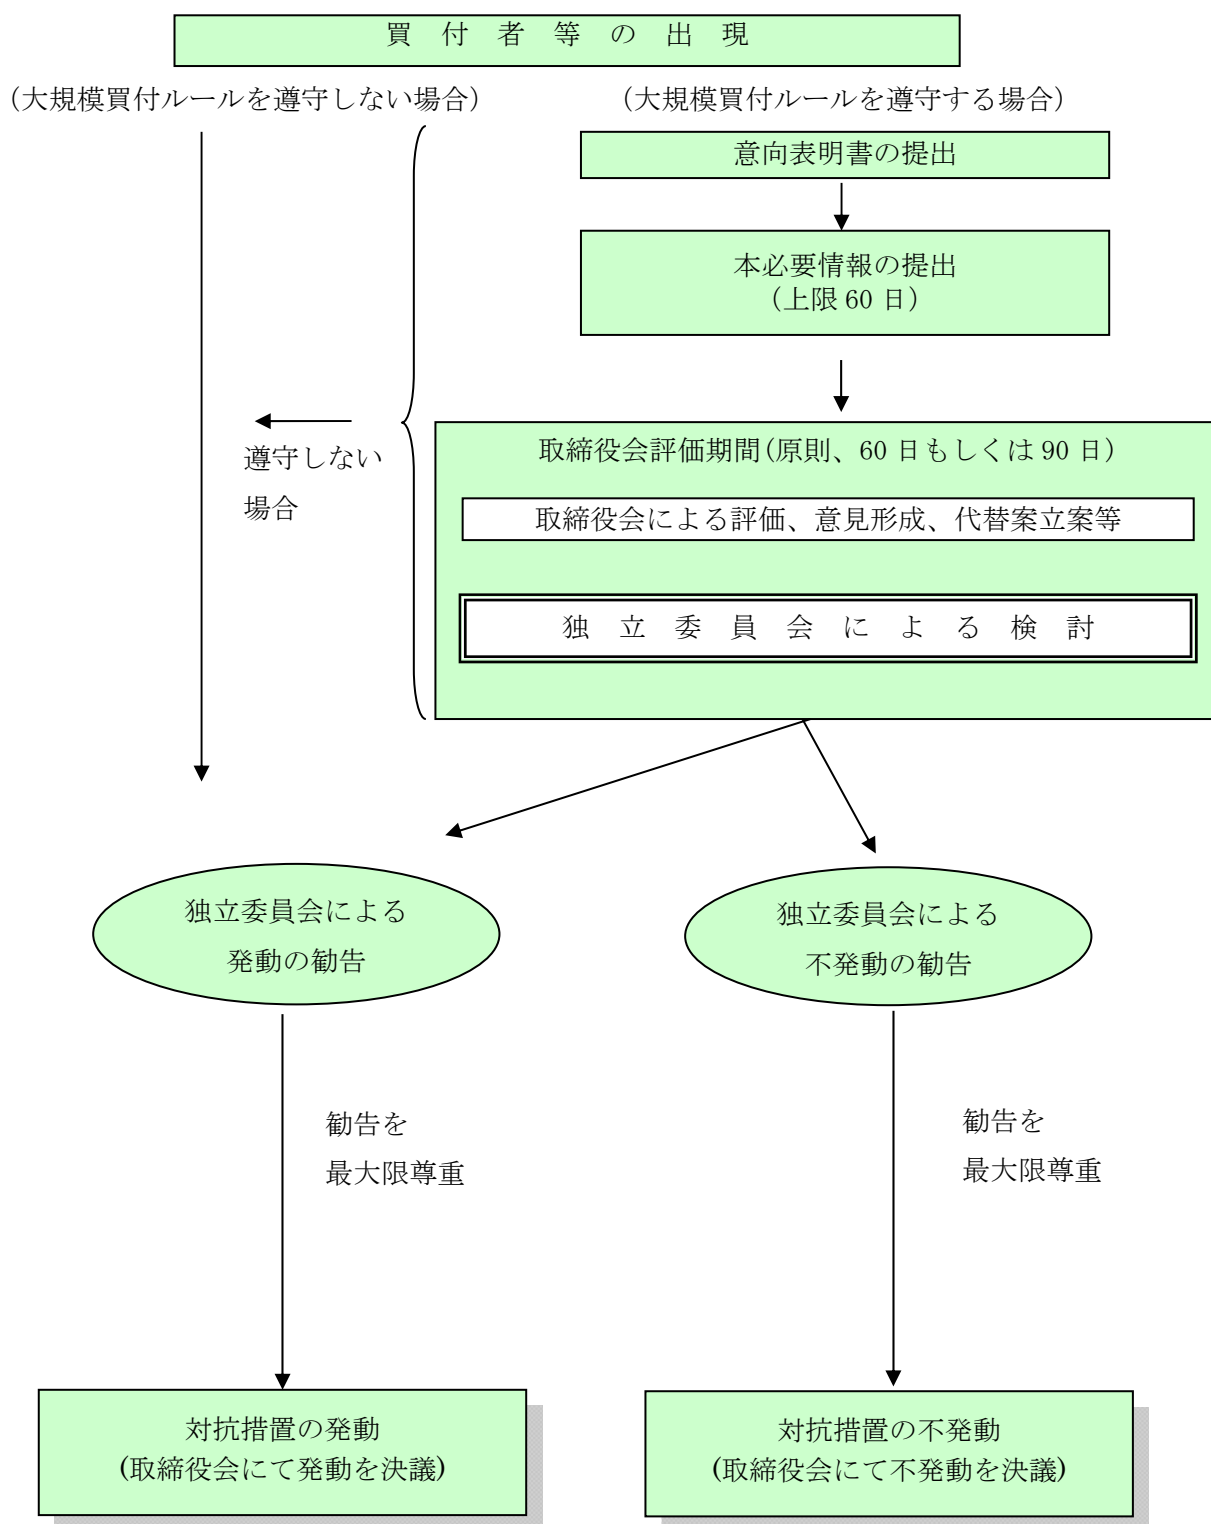 買付者等の出現
（大規模買付ルールを遵守しない場合）
（大規模買付ルールを遵守する場合）
意向表明書の提出
本必要情報の提出
（上限 60 日）
遵守しない
場合
取締役会評価期間(原則、60 日もしくは 90 日）
取締役会による評価、意見形成、代替案立案等
独立委員会による検討
独立委員会による
発動の勧告
独立委員会による
不発動の勧告
勧告を
最大限尊重
勧告を
最大限尊重
対抗措置の発動
(取締役会にて発動を決議)
対抗措置の不発動
(取締役会にて不発動を決議)